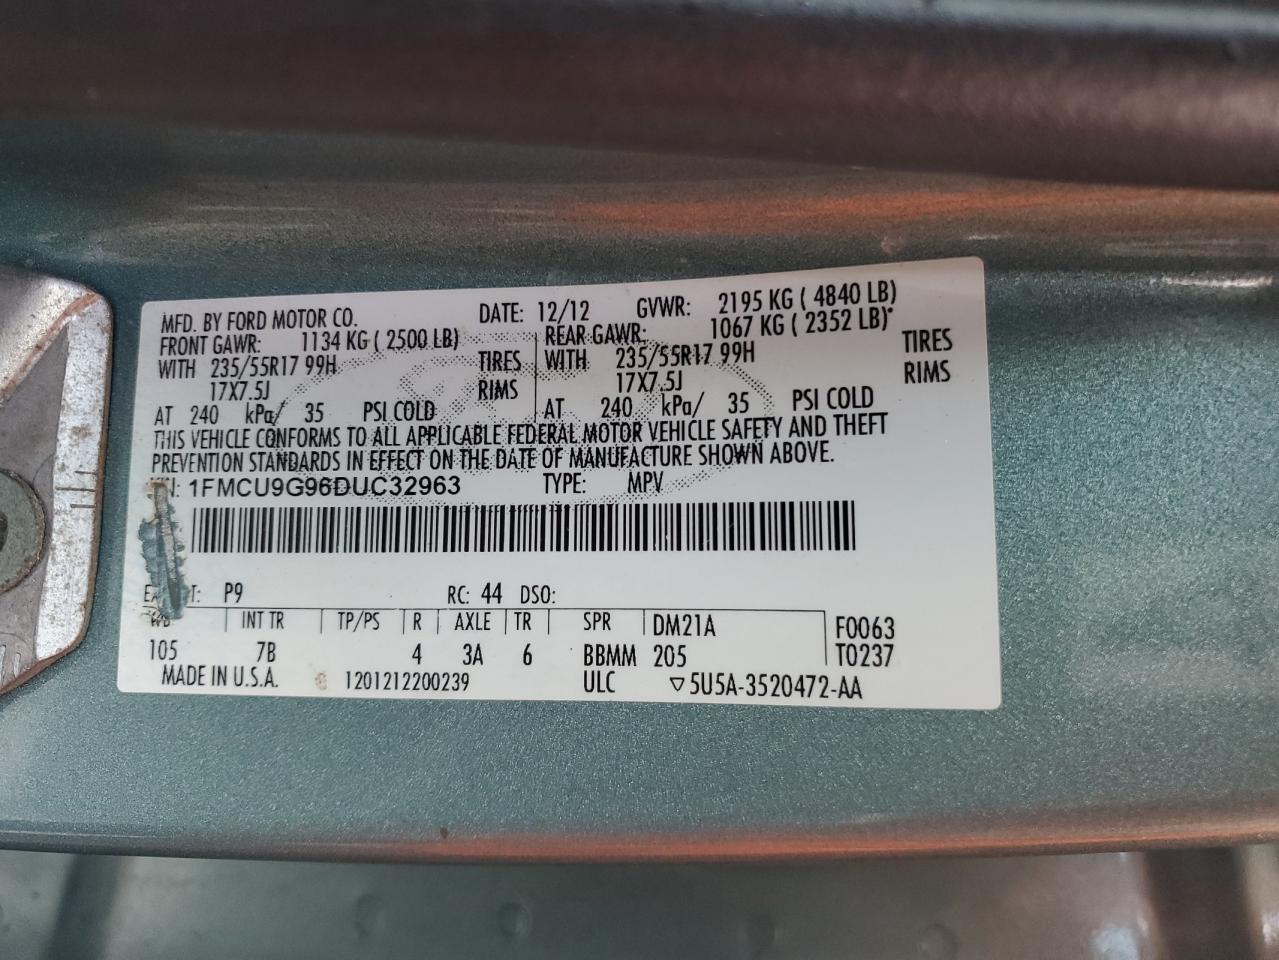 MFD. BY FORD MOTOR CO. DATE: 12/12 GVWR: 2195 KG ( 4840 LB)
FRONT GAWR: 1134 KG ( 2500 LB) REAR GAWR: 1067 KG ( 2352 LB)*
WITH 235/55R17 99H TIRES WITH 235/55R17 99H TIRES
17X7.5J RIMS 17X7.5J RIMS
AT 240 kPa/ 35 PSI COLD AT 240 kPa/ 35 PSI COLD
THIS VEHICLE CONFORMS TO ALL APPLICABLE FEDERAL MOTOR VEHICLE SAFETY AND THEFT
PREVENTION STANDARDS IN EFFECT ON THE DATE OF MANUFACTURE SHOWN ABOVE.
1FMCU9G96DUC32963 TYPE: MPV
P9 RC: 44 DSO:
WB INT TR TP/PS R AXLE TR SPR DM21A F0063
105 7B 4 3A 6 BBMM 205 T0237
MADE IN U.S.A. 1201212200239 ULC ▽5U5A-3520472-AA